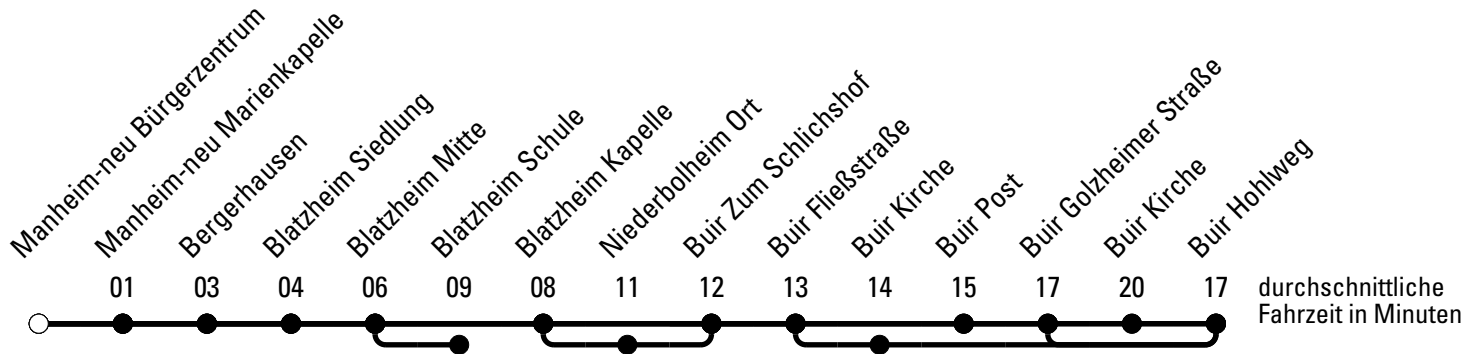 Manheim-neu Bürgerzentrum
Manheim-neu Marienkapelle
Bergerhausen
Blatzheim Siedlung
Blatzheim Mitte
Blatzheim Schule
Blatzheim Kapelle
Niederbolheim Ort
Buir Zum Schlichshof
Buir Fließstraße
Buir Kirche
Buir Post
Buir Golzheimer Straße
Buir Kirche
Buir Hohlweg
01 03 04 06 09 08 11 12 13 14 15 17 20 17 durchschnittliche
Fahrzeit in Minuten